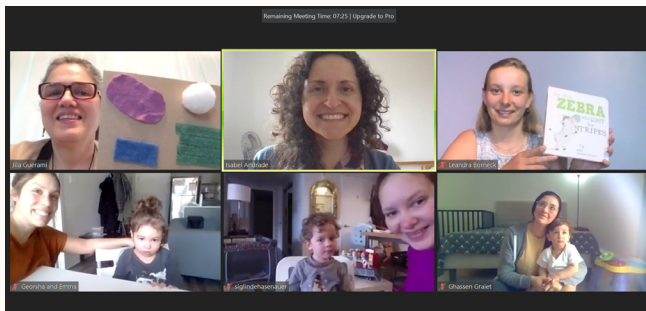 Remaining Meeting Time: 07:25 | Upgrade to Pro
Jila Guerami
Isabel Andrade
Leandra Borneck
ZEBRA
STRIPES
Georsha and Emma
siglindehasenauer
Ghassen Graiet